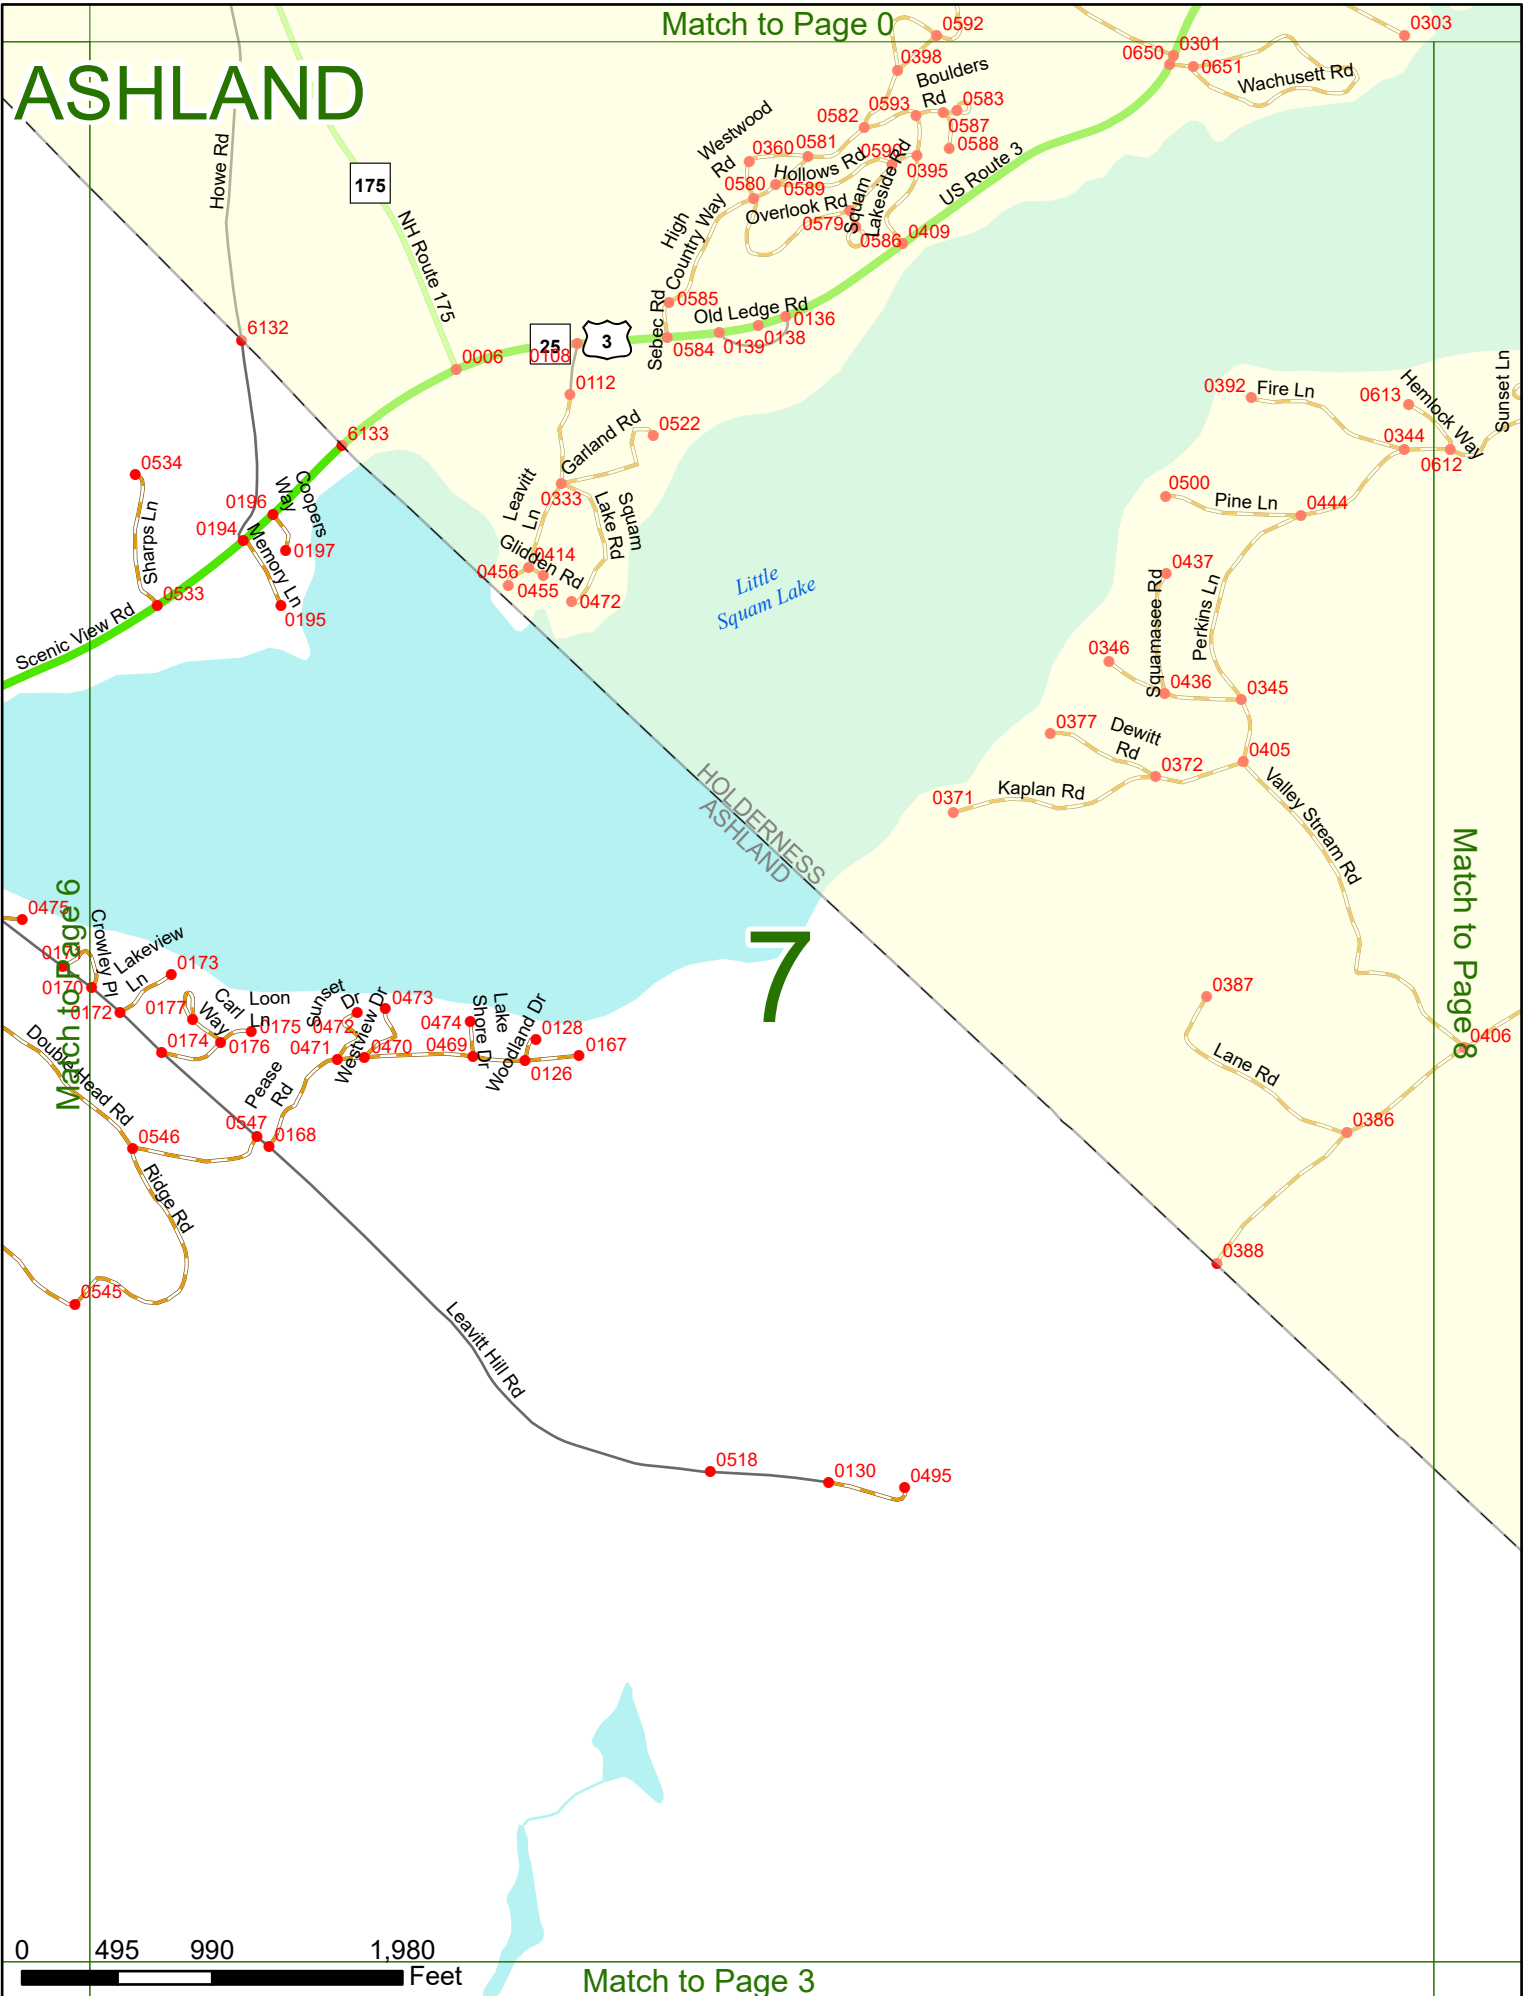 Match to Page 0
ASHLAND
0592
0303
0398
0301
0650
0651
Boulders
Rd
Wachusett Rd
0593
0583
0582
0587
Westwood
Rd
0360
0581
0588
Hollows Rd
0395
Howe Rd
175
0580
0589
Squam
Lakeside Rd
US Route 3
Overlook Rd
0579
0586
0409
NH Route 175
High
Country Way
0585
Sebec Rd
Old Ledge Rd
0136
0138
0139
0584
6132
25
3
0108
0006
0112
Sunset Ln
0392
Fire Ln
0613
Hemlock Way
0344
0612
6133
Garland Rd
0522
0534
Leavitt
Ln
0333
Squam
Lake Rd
0500
Pine Ln
0444
0196
Coopers
Way
0194
0197
Sharps Ln
Memory Ln
0414
Glidden Rd
0456
0455
0472
0437
Little
Squam Lake
Squamasee Rd
Perkins Ln
0533
0195
Scenic View Rd
0346
0436
0345
0377
Dewitt
Rd
0372
0405
HOLDERNESS
ASHLAND
0371
Kaplan Rd
Valley Stream Rd
Match to Page 6
Match to Page 8
0475
0171
Crowley Pl
Lakeview
Ln
0173
0170
0172
7
0177
Carl
Way
Loon
Ln
0175
0174
0176
Sunset
Dr
0472
Westview Dr
0473
0471
0470
0474
Lake
Shore Dr
0469
Woodland Dr
0128
0167
0126
0387
0406
Double Head Rd
Lane Rd
Pease
Rd
0547
0168
0546
0386
Ridge Rd
0388
0545
Leavitt Hill Rd
0518
0130
0495
0 495 990 1,980
Feet
Match to Page 3